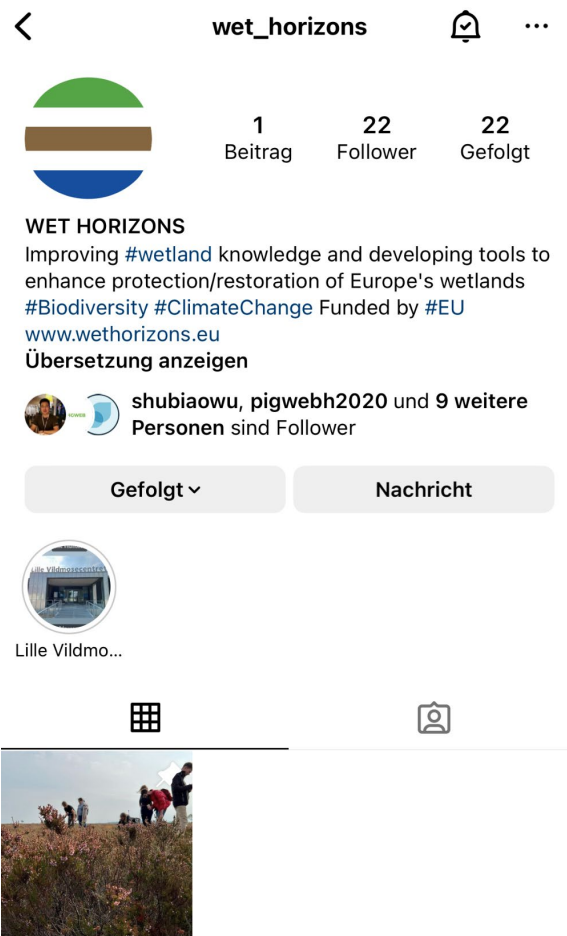 wet_horizons
1 22 22
Beitrag Follower Gefolgt
WET HORIZONS
Improving #wetland knowledge and developing tools to
enhance protection/restoration of Europe's wetlands
#Biodiversity #ClimateChange Funded by #EU
www.wethorizons.eu
Übersetzung anzeigen
shubiaowu, pigwebh2020 und 9 weitere
Personen sind Follower
Gefolgt Nachricht
Lille Vildmosecentret
Lille Vildmo...